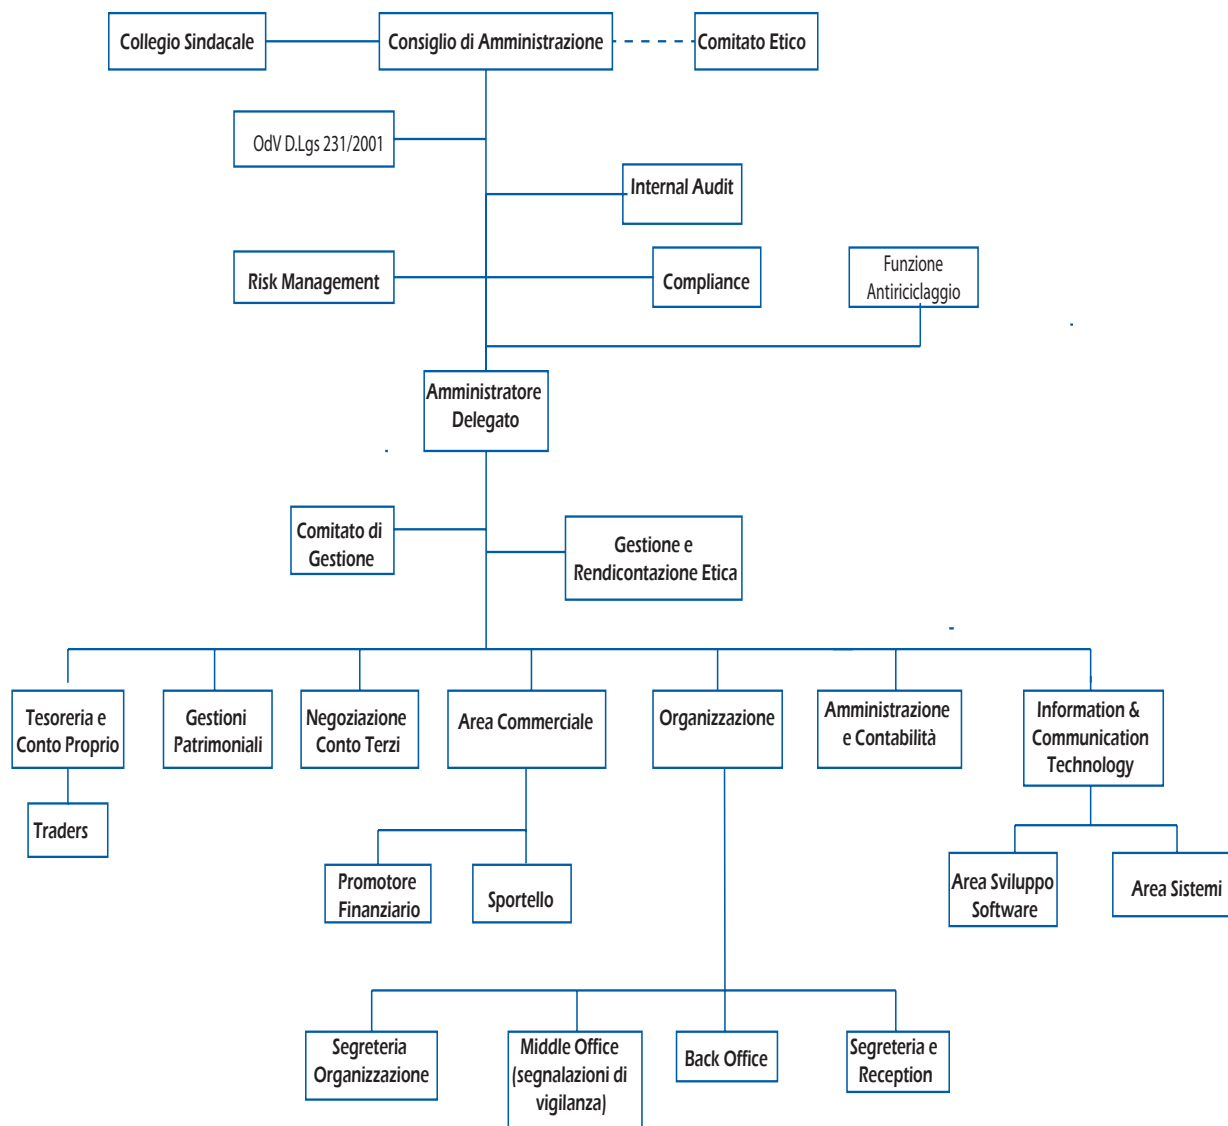 Collegio Sindacale
Consiglio di Amministrazione
Comitato Etico
OdV D.Lgs 231/2001
Internal Audit
Risk Management
Compliance
Funzione
Antiriciclaggio
Amministratore
Delegato
Comitato di
Gestione
Gestione e
Rendicontazione Etica
Tesoreria e
Conto Proprio
Gestioni
Patrimoniali
Negoziazione
Conto Terzi
Area Commerciale
Organizzazione
Amministrazione
e Contabilità
Information &
Communication
Technology
Traders
Promotore
Finanziario
Sportello
Area Sviluppo
Software
Area Sistemi
Segreteria
Organizzazione
Middle Office
(segnalazioni di
vigilanza)
Back Office
Segreteria e
Reception